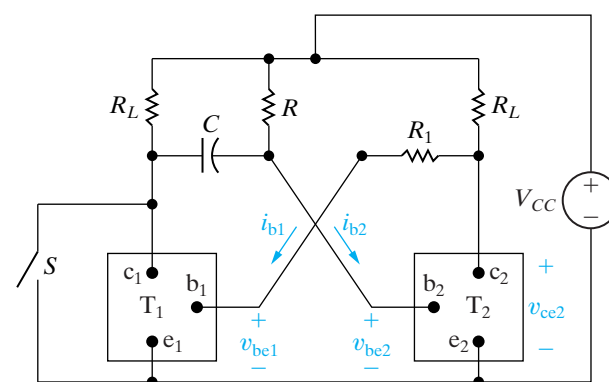 R_L C R R_1 R_L
V_CC + −
i_b1 i_b2
S
c_1 b_1 T_1 e_1
b_2 c_2 T_2 e_2
+ v_be1 −
+ v_be2 −
+ v_ce2 −